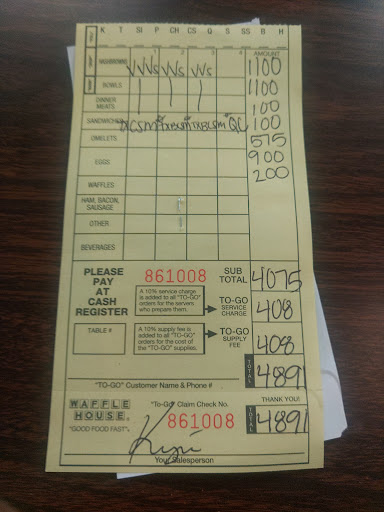 K T SI P CH CS Q S SS B H
AMOUNT
HASHBROWNS VVVs VVs VVs 1100
BOWLS 1100
DINNER MEATS 100
SANDWICHES QC 100
OMELETS 575
EGGS 900
200
WAFFLES
HAM, BACON, SAUSAGE
OTHER
BEVERAGES
PLEASE PAY AT CASH REGISTER
861008
SUB TOTAL 4075
A 10% service charge is added to all "TO-GO" orders for the servers who prepare them.
TO-GO SERVICE CHARGE 408
TABLE #
A 10% supply fee is added to all "TO-GO" orders for the cost of the "TO-GO" supplies.
TO-GO SUPPLY FEE 408
TOTAL 4891
"TO-GO" Customer Name & Phone #
THANK YOU!
WAFFLE HOUSE®
"GOOD FOOD FAST"®
"To-Go" Claim Check No.
861008
TOTAL 4891
Your Salesperson